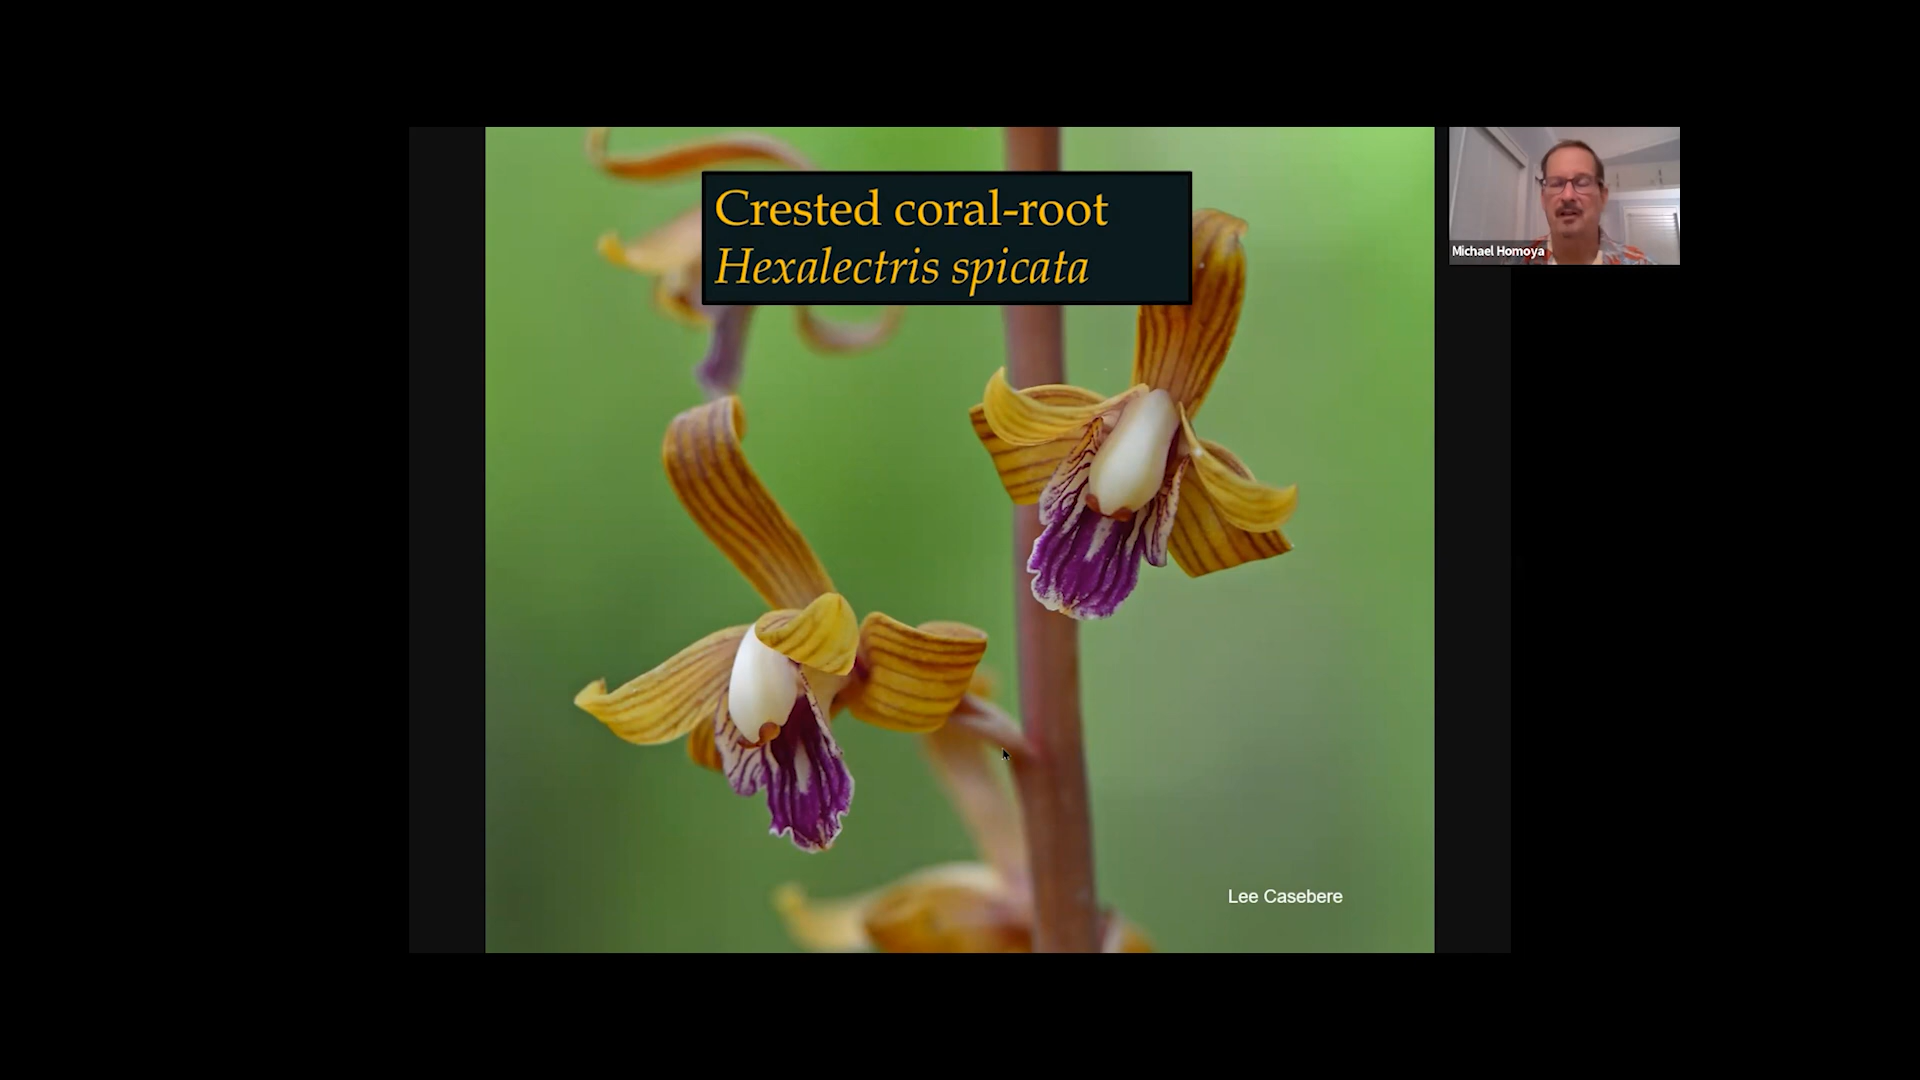 Crested coral-root
Hexalectris spicata
Michael Homoya
Lee Casebere